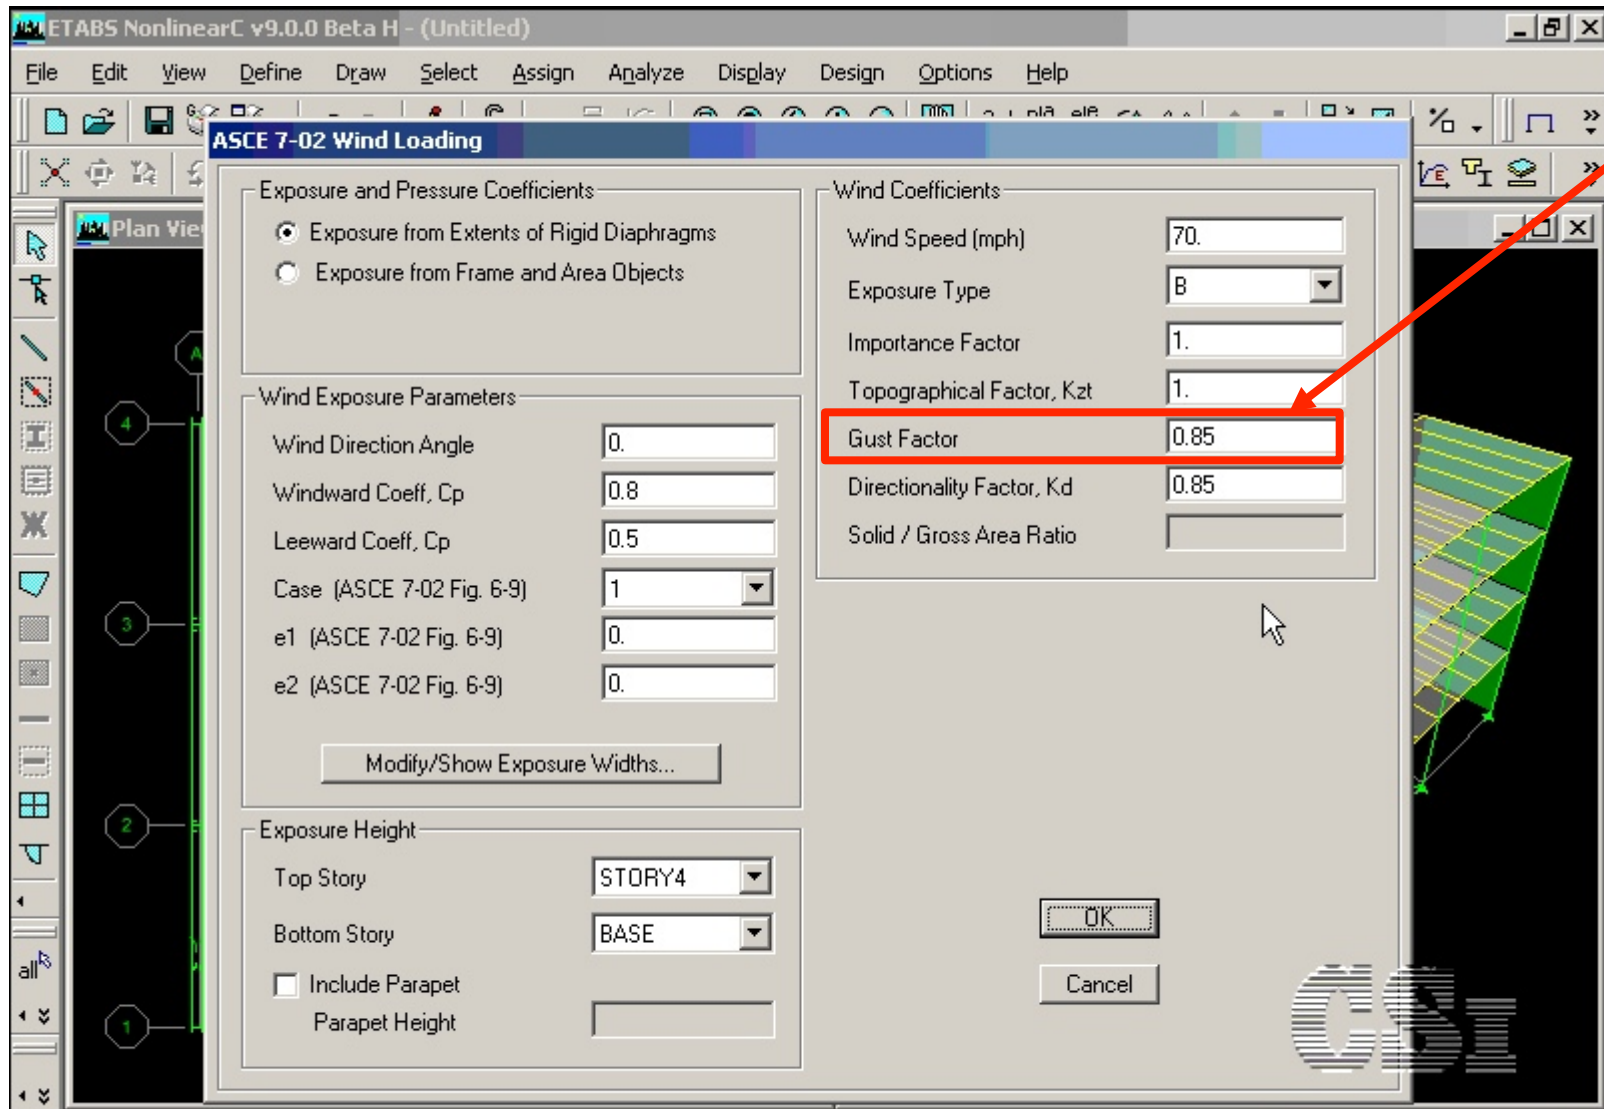 ETABS NonlinearC v9.0.0 Beta H - (Untitled)
File Edit View Define Draw Select Assign Analyze Display Design Options Help
ASCE 7-02 Wind Loading
Plan Vie
Exposure and Pressure Coefficients
Exposure from Extents of Rigid Diaphragms
Exposure from Frame and Area Objects
Wind Exposure Parameters
Wind Direction Angle 0.
Windward Coeff, Cp 0.8
Leeward Coeff, Cp 0.5
Case (ASCE 7-02 Fig. 6-9) 1
e1 (ASCE 7-02 Fig. 6-9) 0.
e2 (ASCE 7-02 Fig. 6-9) 0.
Modify/Show Exposure Widths...
Exposure Height
Top Story STORY4
Bottom Story BASE
Include Parapet
Parapet Height
Wind Coefficients
Wind Speed (mph) 70.
Exposure Type B
Importance Factor 1.
Topographical Factor, Kzt 1.
Gust Factor 0.85
Directionality Factor, Kd 0.85
Solid / Gross Area Ratio
OK
Cancel
A
4
3
2
1
all
CSI